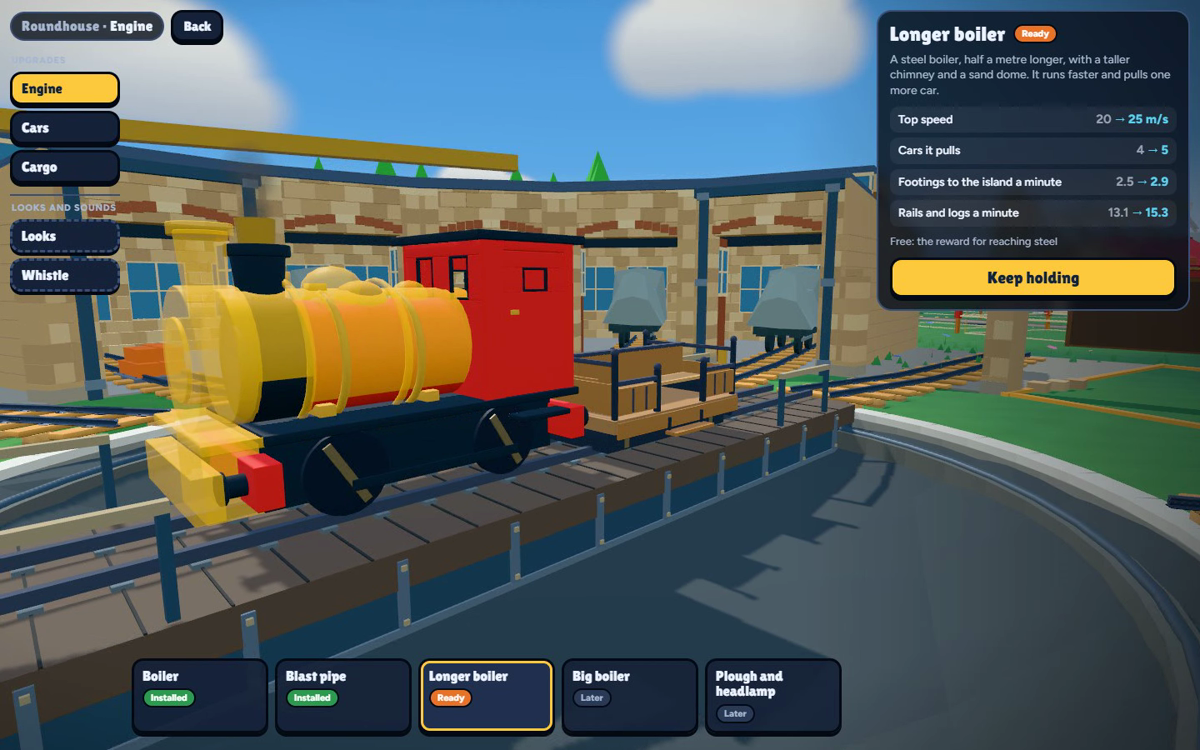 Roundhouse · Engine
Back
UPGRADES
Engine
Cars
Cargo
LOOKS AND SOUNDS
Looks
Whistle
Longer boiler
Ready
A steel boiler, half a metre longer, with a taller
chimney and a sand dome. It runs faster and pulls one
more car.
Top speed 20 → 25 m/s
Cars it pulls 4 → 5
Footings to the island a minute 2.5 → 2.9
Rails and logs a minute 13.1 → 15.3
Free: the reward for reaching steel
Keep holding
Boiler
Installed
Blast pipe
Installed
Longer boiler
Ready
Big boiler
Later
Plough and
headlamp
Later